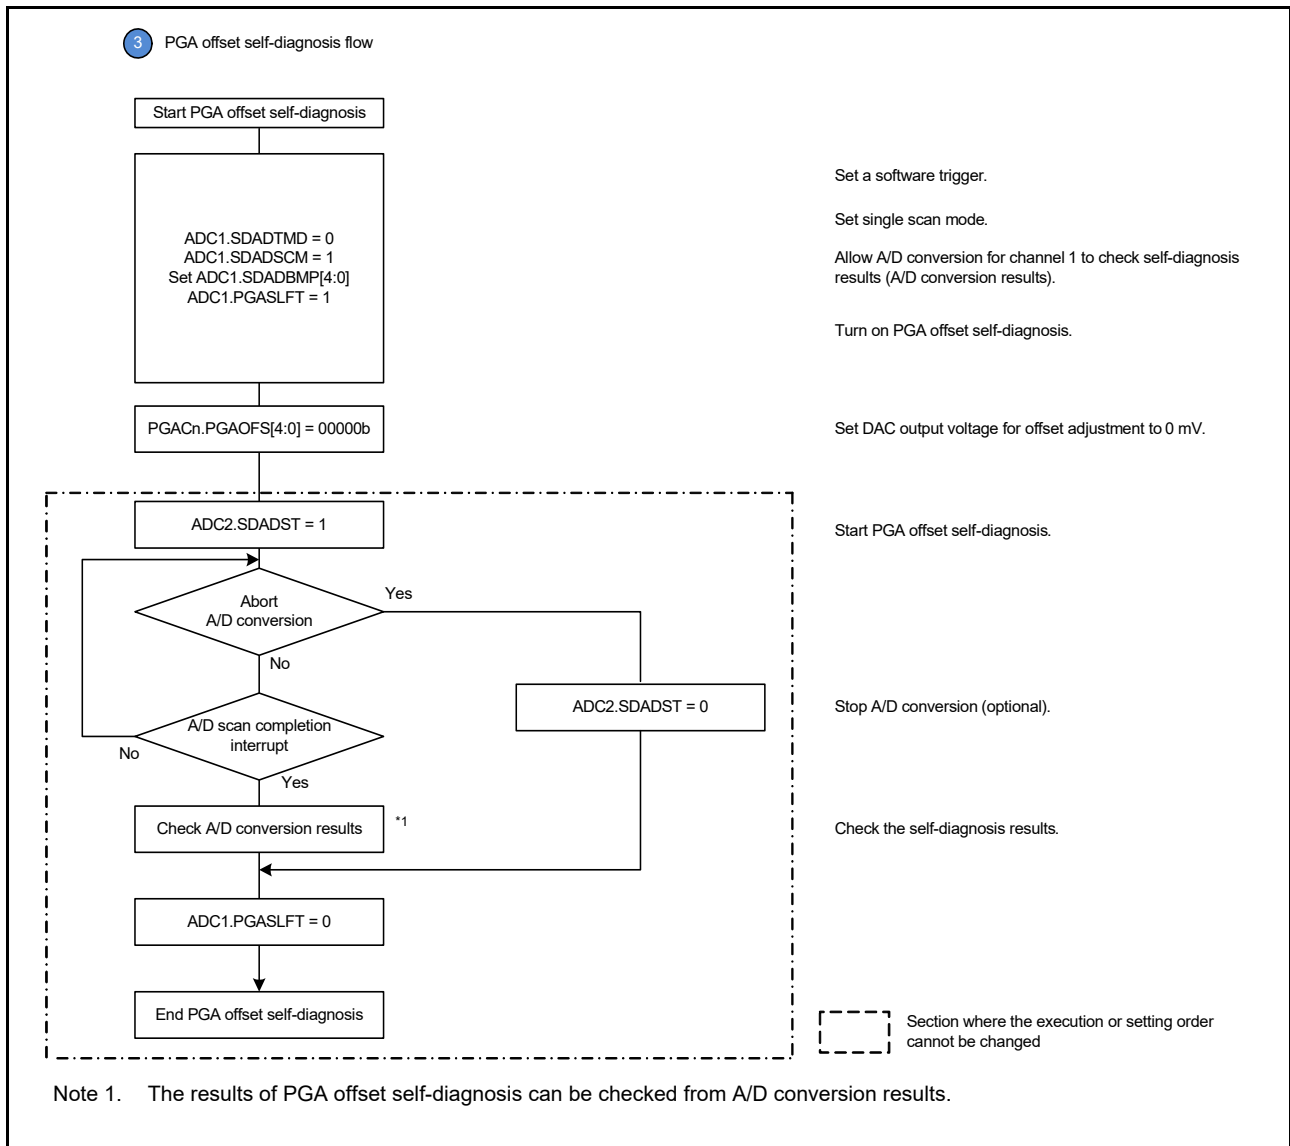 3 PGA offset self-diagnosis flow
Start PGA offset self-diagnosis
ADC1.SDADTMD = 0
ADC1.SDADSCM = 1
Set ADC1.SDADBMP[4:0]
ADC1.PGASLFT = 1
Set a software trigger.
Set single scan mode.
Allow A/D conversion for channel 1 to check self-diagnosis
results (A/D conversion results).
Turn on PGA offset self-diagnosis.
PGACn.PGAOFS[4:0] = 00000b
Set DAC output voltage for offset adjustment to 0 mV.
ADC2.SDADST = 1
Start PGA offset self-diagnosis.
Abort
A/D conversion
Yes
No
ADC2.SDADST = 0
Stop A/D conversion (optional).
A/D scan completion
interrupt
No
Yes
Check A/D conversion results
*1
Check the self-diagnosis results.
ADC1.PGASLFT = 0
End PGA offset self-diagnosis
Section where the execution or setting order
cannot be changed
Note 1. The results of PGA offset self-diagnosis can be checked from A/D conversion results.